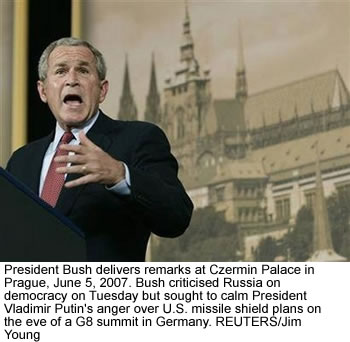 President Bush delivers remarks at Czermin Palace in
Prague, June 5, 2007. Bush criticised Russia on
democracy on Tuesday but sought to calm President
Vladimir Putin's anger over U.S. missile shield plans on
the eve of a G8 summit in Germany. REUTERS/Jim
Young